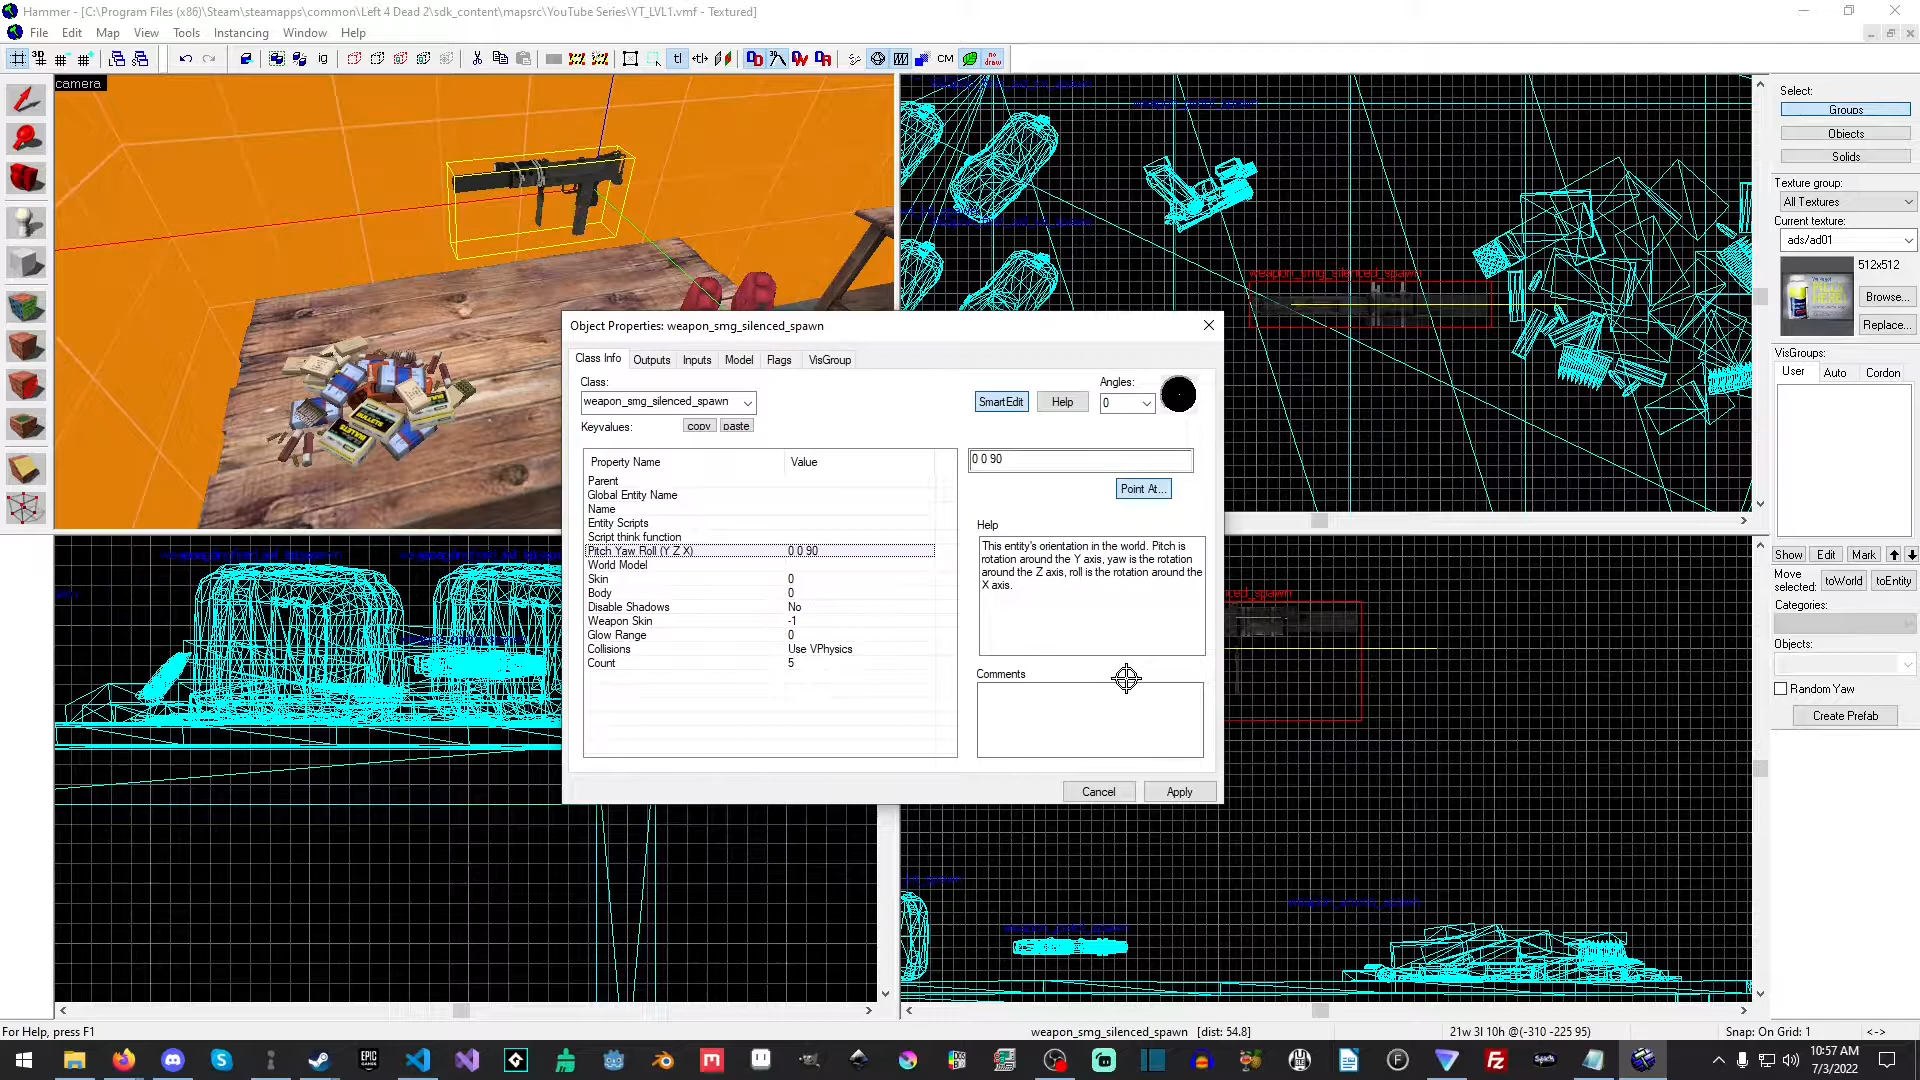 Hammer - [C:\Program Files (x86)\Steam\steamapps\common\Left 4 Dead 2\sdk_content\mapsrc\YouTube Series\YT_LVL1.vmf - Textured]
File Edit Map View Tools Instancing Window Help
camera
weapon_smg_silenced_spawn
Select:
Groups
Objects
Solids
Texture group:
All Textures
Current texture:
ads/ad01
512x512
Browse...
Replace...
VisGroups:
User Auto Cordon
Show Edit Mark
Move selected: toWorld toEntity
Categories:
Objects:
Random Yaw
Create Prefab
Object Properties: weapon_smg_silenced_spawn
Class Info Outputs Inputs Model Flags VisGroup
Class:
weapon_smg_silenced_spawn
SmartEdit Help
Angles:
0
Keyvalues: copy paste
Property Name Value
0 0 90
Point At...
Parent
Global Entity Name
Name
Entity Scripts
Script think function
Pitch Yaw Roll (Y Z X) 0 0 90
World Model
Skin 0
Body 0
Disable Shadows No
Weapon Skin -1
Glow Range 0
Collisions Use VPhysics
Count 5
Help
This entity's orientation in the world. Pitch is
rotation around the Y axis, yaw is the rotation
around the Z axis, roll is the rotation around the
X axis.
Comments
Cancel Apply
For Help, press F1
weapon_smg_silenced_spawn [dist: 54.8]
21w 3l 10h @(-310 -225 95)
Snap: On Grid: 1
<->
10:57 AM
7/3/2022